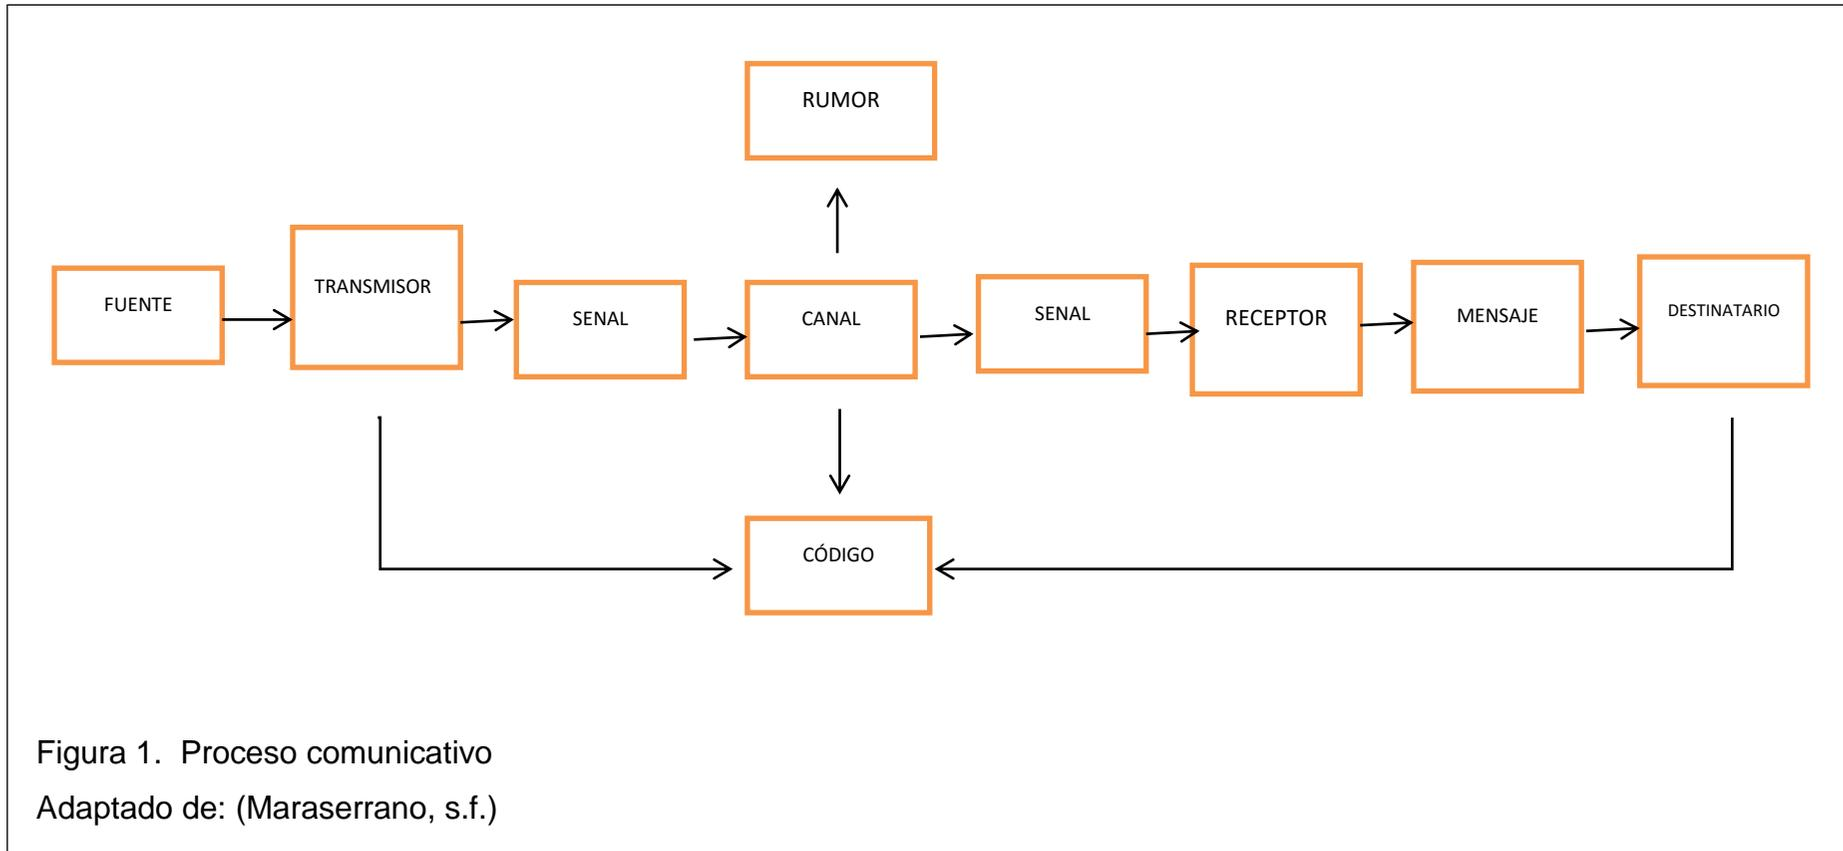 RUMOR
FUENTE
TRANSMISOR
SENAL
CANAL
SENAL
RECEPTOR
MENSAJE
DESTINATARIO
CÓDIGO
Figura 1. Proceso comunicativo
Adaptado de: (Maraserrano, s.f.)